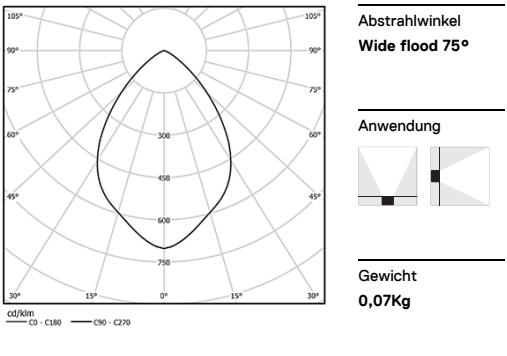 105° 105°
90° 90°
75° 75°
60° 60°
45° 45°
300
450
600
750
30° 15° 0° 15° 30°
cd/klm
C0 - C180 C90 - C270
Abstrahlwinkel
Wide flood 75°
Anwendung
Gewicht
0,07Kg